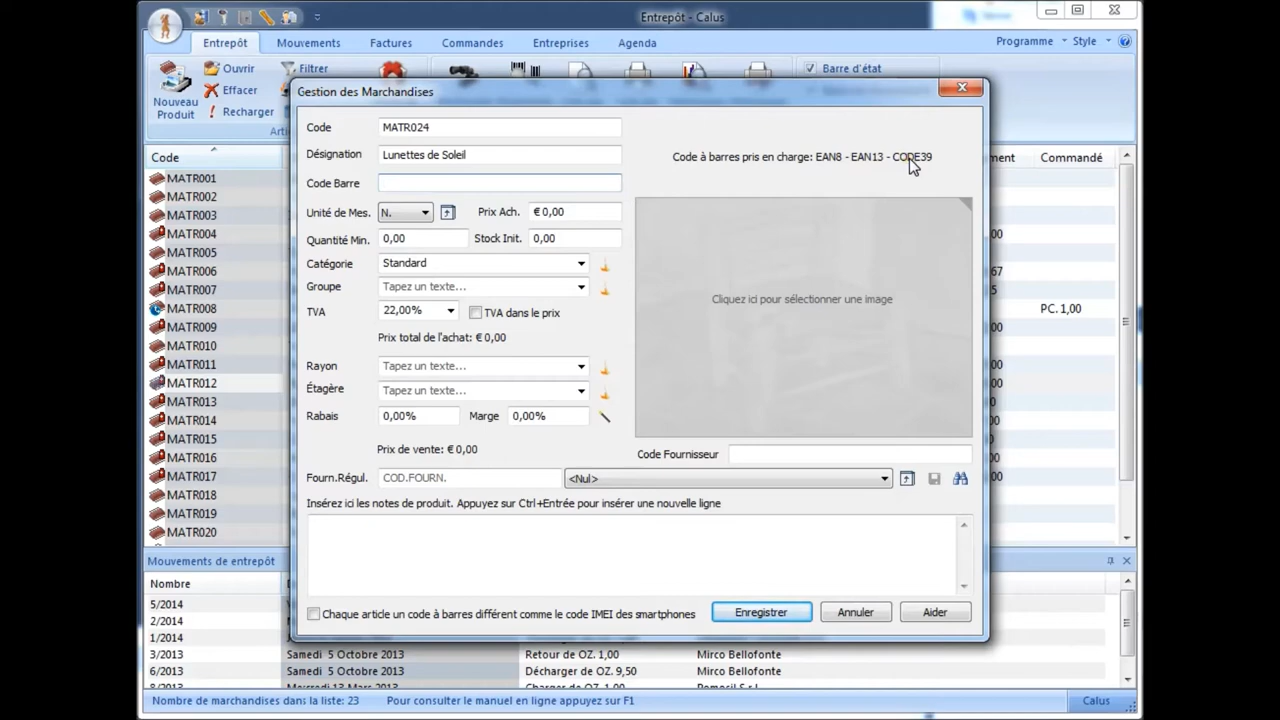 Entrepôt - Calus
Entrepôt Mouvements Factures Commandes Entreprises Agenda Programme Style
Nouveau Produit
Ouvrir
Effacer
Recharger
Filtrer
Barre d'état
Gestion des Marchandises
Code MATR024
Désignation Lunettes de Soleil
Code à barres pris en charge: EAN8 - EAN13 - CODE39
Code Barre
Unité de Mes. N. Prix Ach. € 0,00
Quantité Min. 0,00 Stock Init. 0,00
Catégorie Standard
Groupe Tapez un texte...
Cliquez ici pour sélectionner une image
TVA 22,00% TVA dans le prix
Prix total de l'achat: € 0,00
Rayon Tapez un texte...
Étagère Tapez un texte...
Rabais 0,00% Marge 0,00%
Prix de vente: € 0,00
Code Fournisseur
Fourn.Régul. COD.FOURN. <Nul>
Insérez ici les notes de produit. Appuyez sur Ctrl+Entrée pour insérer une nouvelle ligne
Chaque article un code à barres différent comme le code IMEI des smartphones
Enregistrer Annuler Aider
Code Commandé
MATR001
MATR002
MATR003
MATR004
MATR005
MATR006
MATR007
MATR008 PC. 1,00
MATR009
MATR010
MATR011
MATR012
MATR013
MATR014
MATR015
MATR016
MATR017
MATR018
MATR019
MATR020
Mouvements de entrepôt
Nombre
5/2014
2/2014
1/2014
3/2013 Samedi 5 Octobre 2013 Retour de OZ. 1,00 Mirco Bellofonte
6/2013 Samedi 5 Octobre 2013 Décharger de OZ. 9,50 Mirco Bellofonte
Nombre de marchandises dans la liste: 23 Pour consulter le manuel en ligne appuyez sur F1 Calus